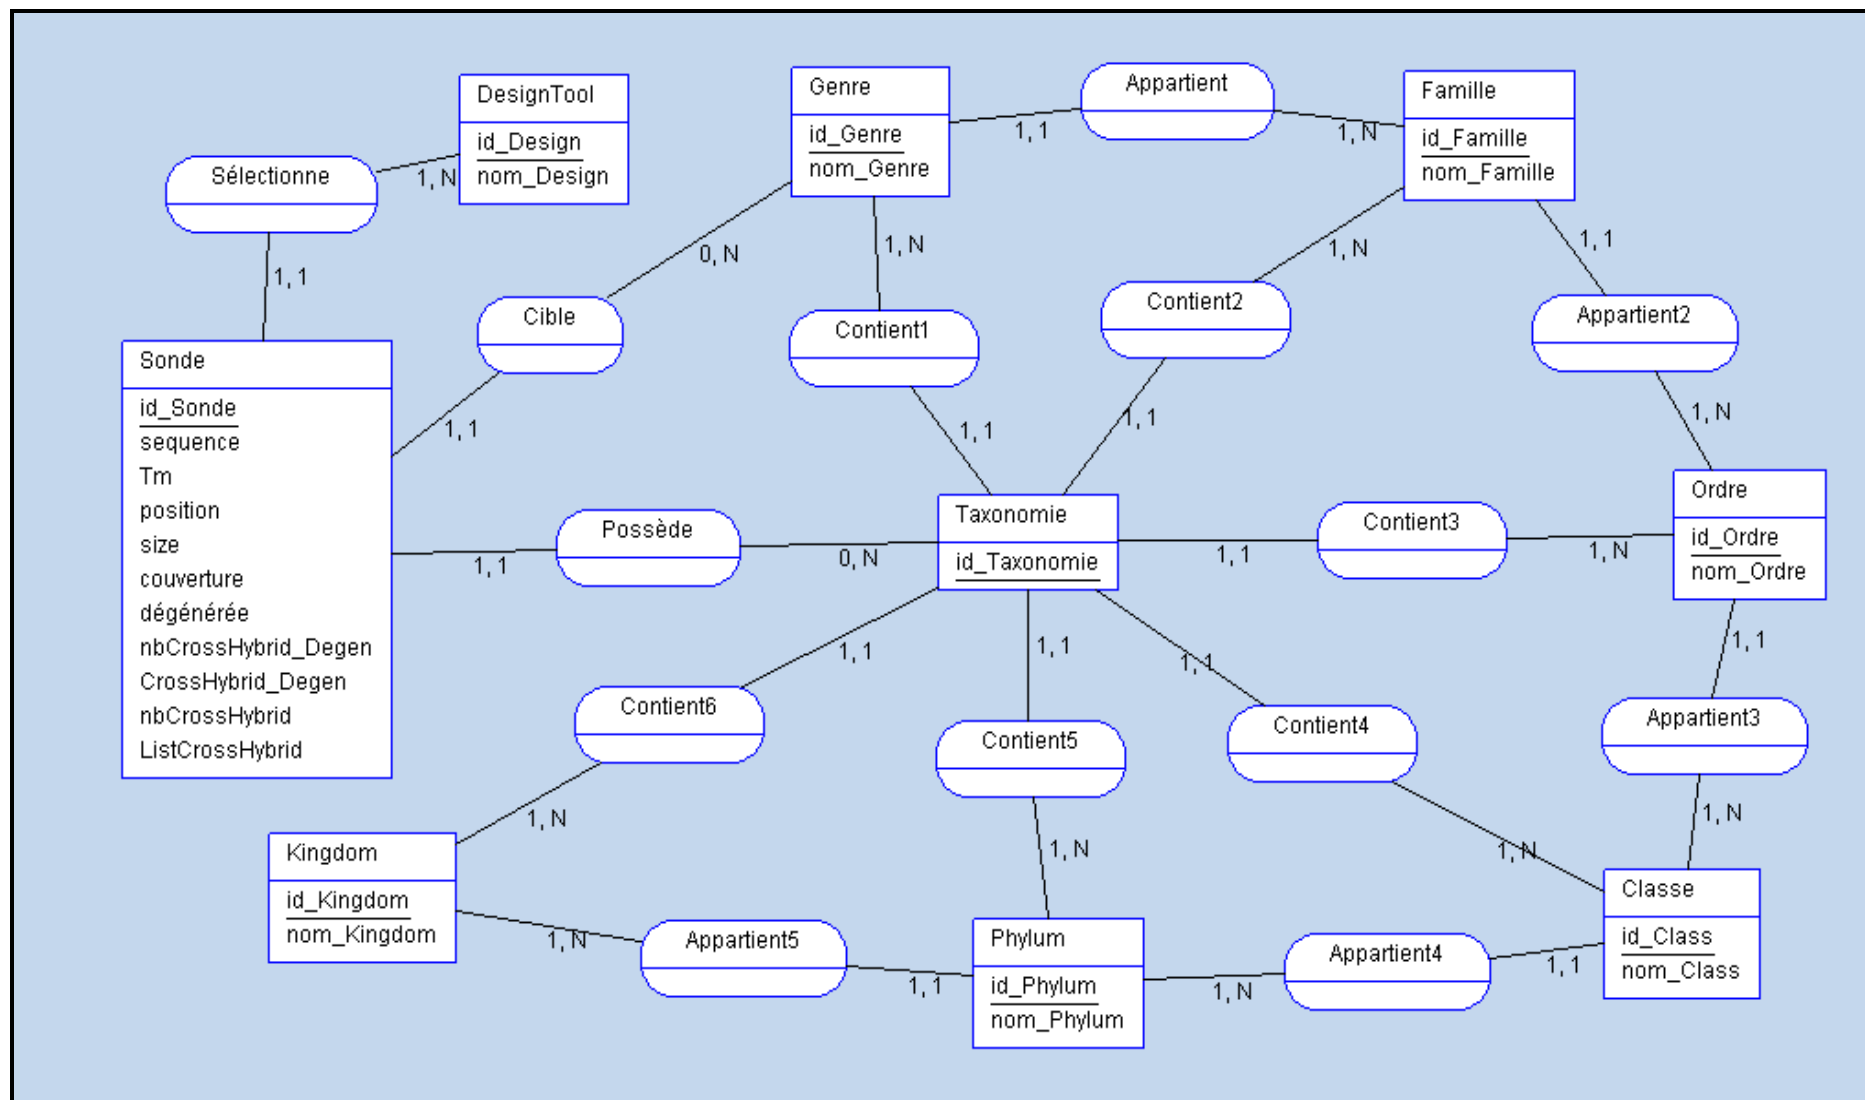 DesignTool
id_Design
nom_Design
Genre
id_Genre
nom_Genre
Appartient
Famille
id_Famille
nom_Famille
1, 1
1, N
Sélectionne
1, N
1, 1
0, N
1, N
1, N
1, 1
Cible
Contient1
Contient2
Appartient2
Sonde
id_Sonde
sequence
Tm
position
size
couverture
dégénérée
nbCrossHybrid_Degen
CrossHybrid_Degen
nbCrossHybrid
ListCrossHybrid
1, 1
1, 1
1, 1
1, N
Possède
1, 1
0, N
Taxonomie
id_Taxonomie
Contient3
1, 1
1, N
Ordre
id_Ordre
nom_Ordre
1, 1
1, 1
1, 1
1, 1
Contient6
Contient5
Contient4
Appartient3
1, N
1, N
1, N
1, N
Kingdom
id_Kingdom
nom_Kingdom
1, N
Appartient5
1, 1
Phylum
id_Phylum
nom_Phylum
1, N
Appartient4
1, 1
Classe
id_Class
nom_Class